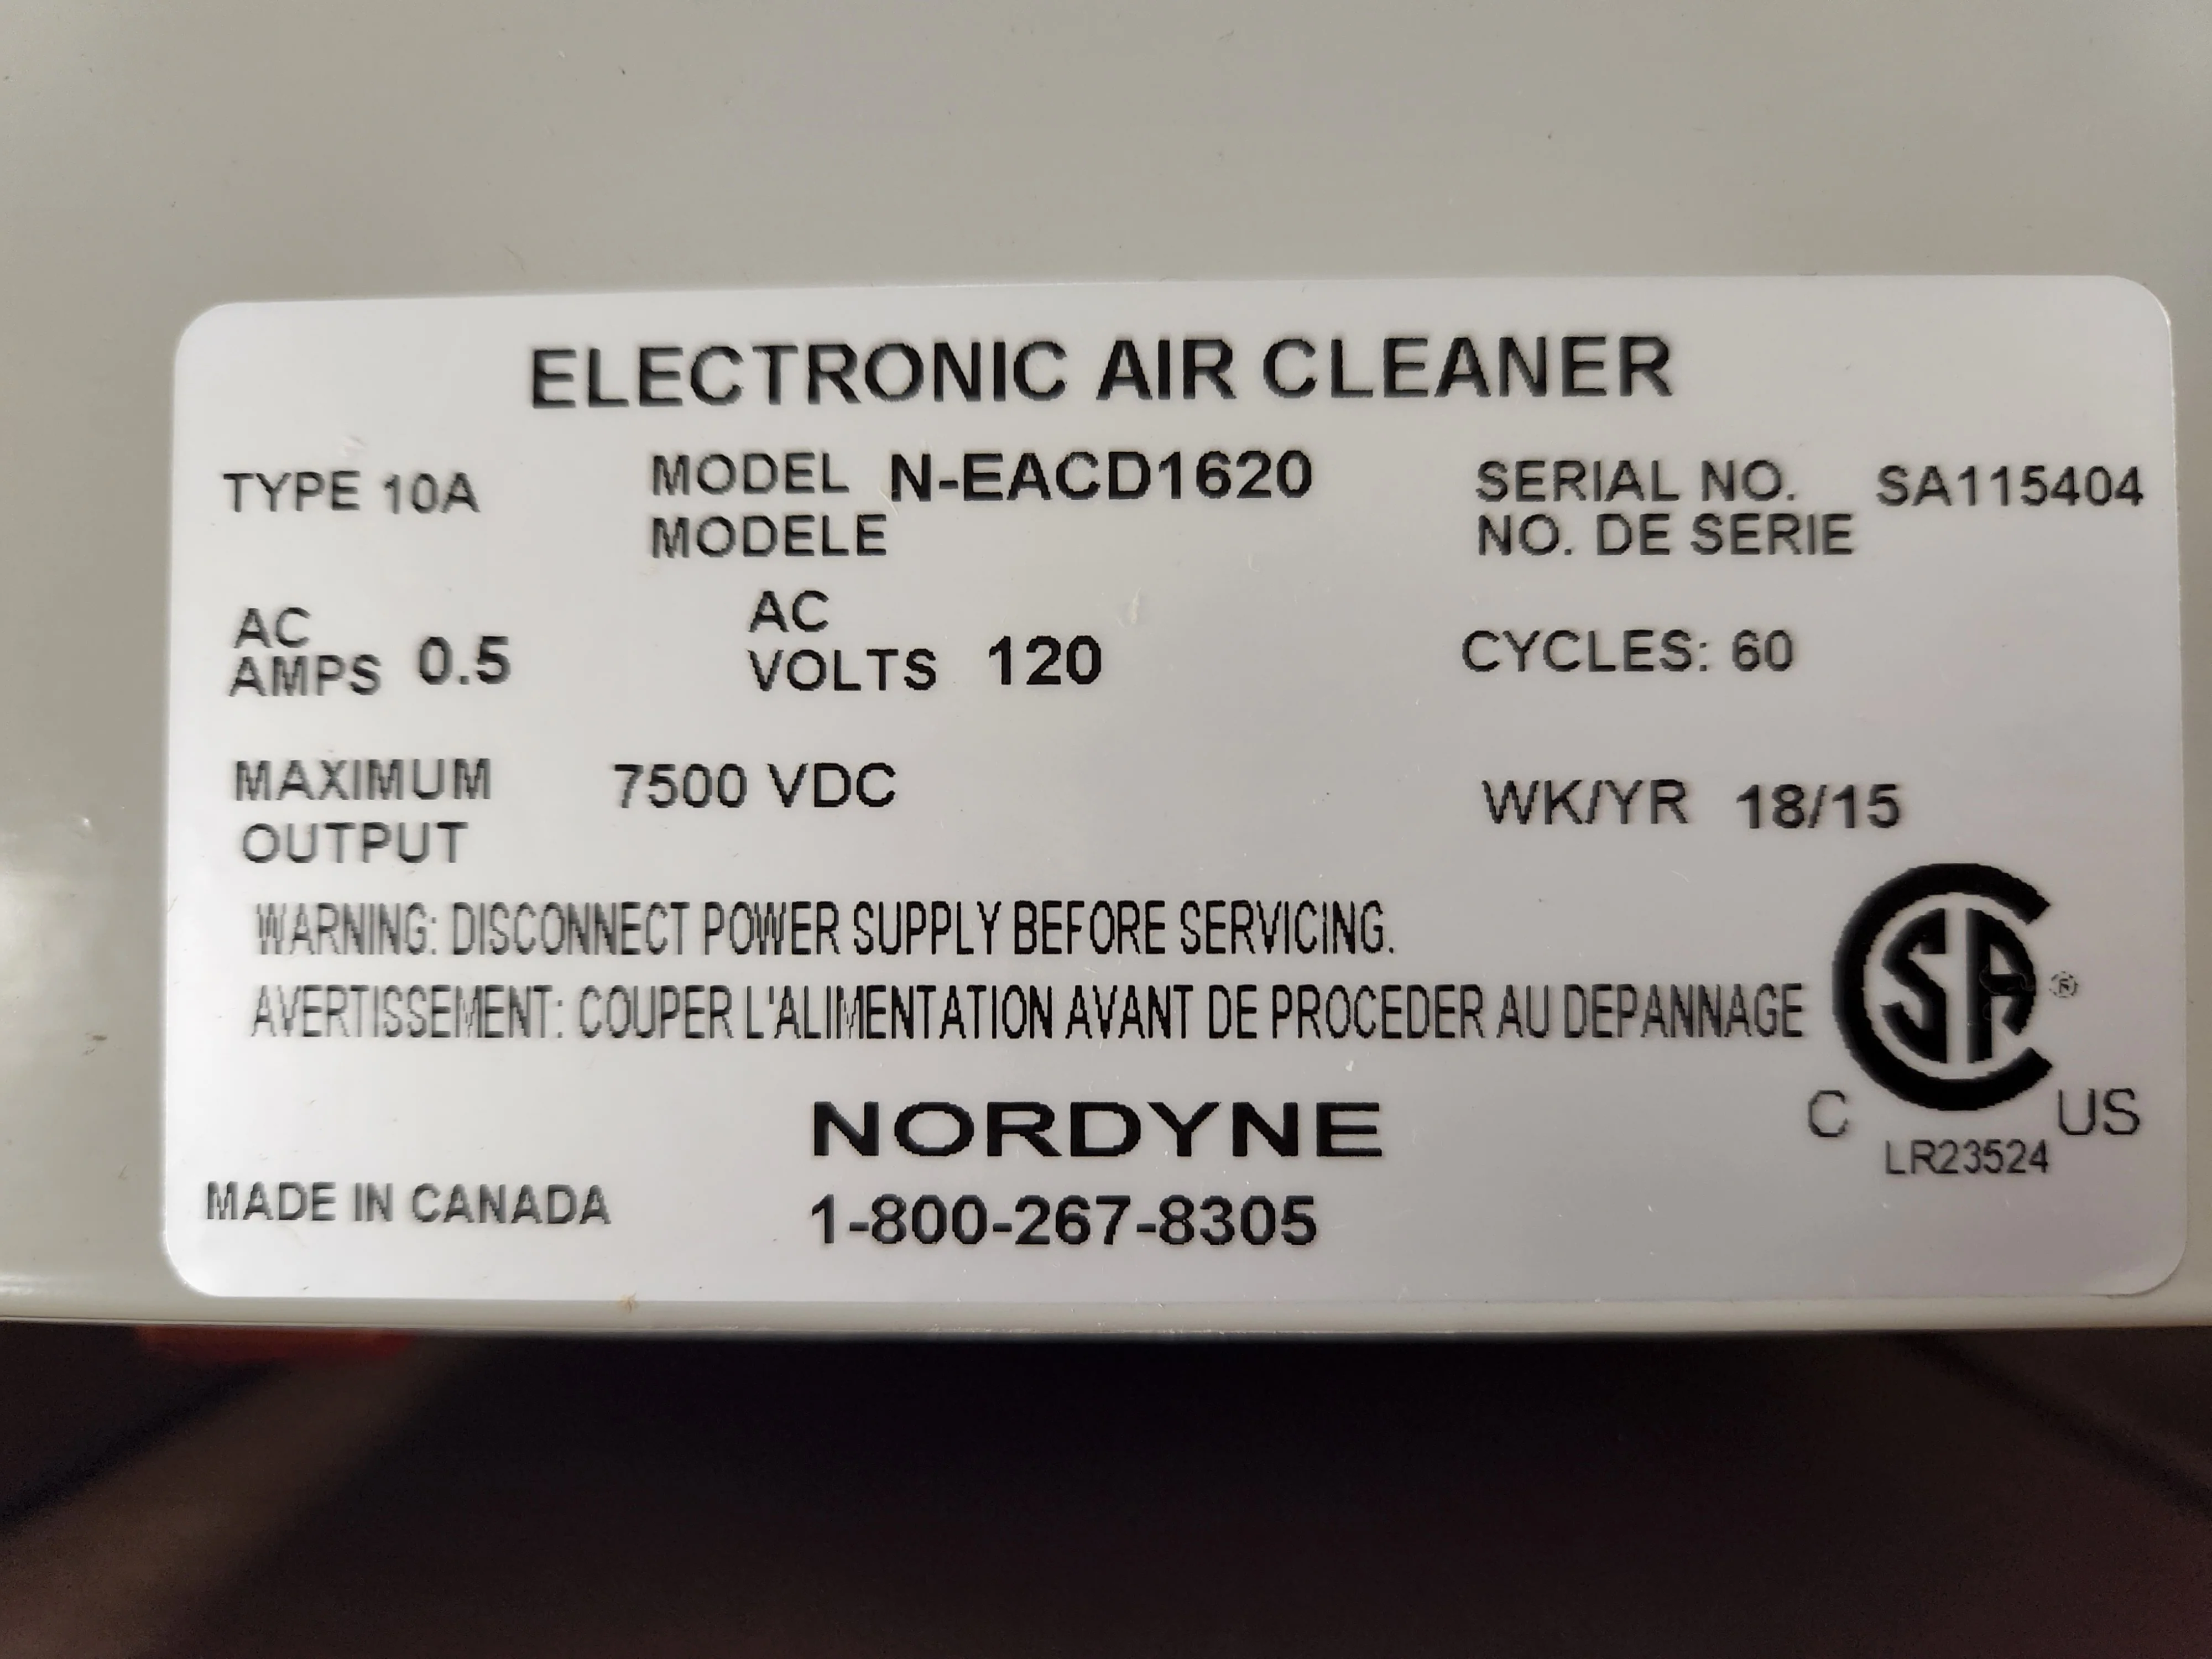 ELECTRONIC AIR CLEANER
TYPE 10A MODEL N-EACD1620 SERIAL NO. SA115404
MODELE NO. DE SERIE
AC AC
AMPS 0.5 VOLTS 120 CYCLES: 60
MAXIMUM 7500 VDC WK/YR 18/15
OUTPUT
WARNING: DISCONNECT POWER SUPPLY BEFORE SERVICING.
AVERTISSEMENT: COUPER L'ALIMENTATION AVANT DE PROCEDER AU DEPANNAGE
CSA ®
C US
LR23524
NORDYNE
MADE IN CANADA 1-800-267-8305